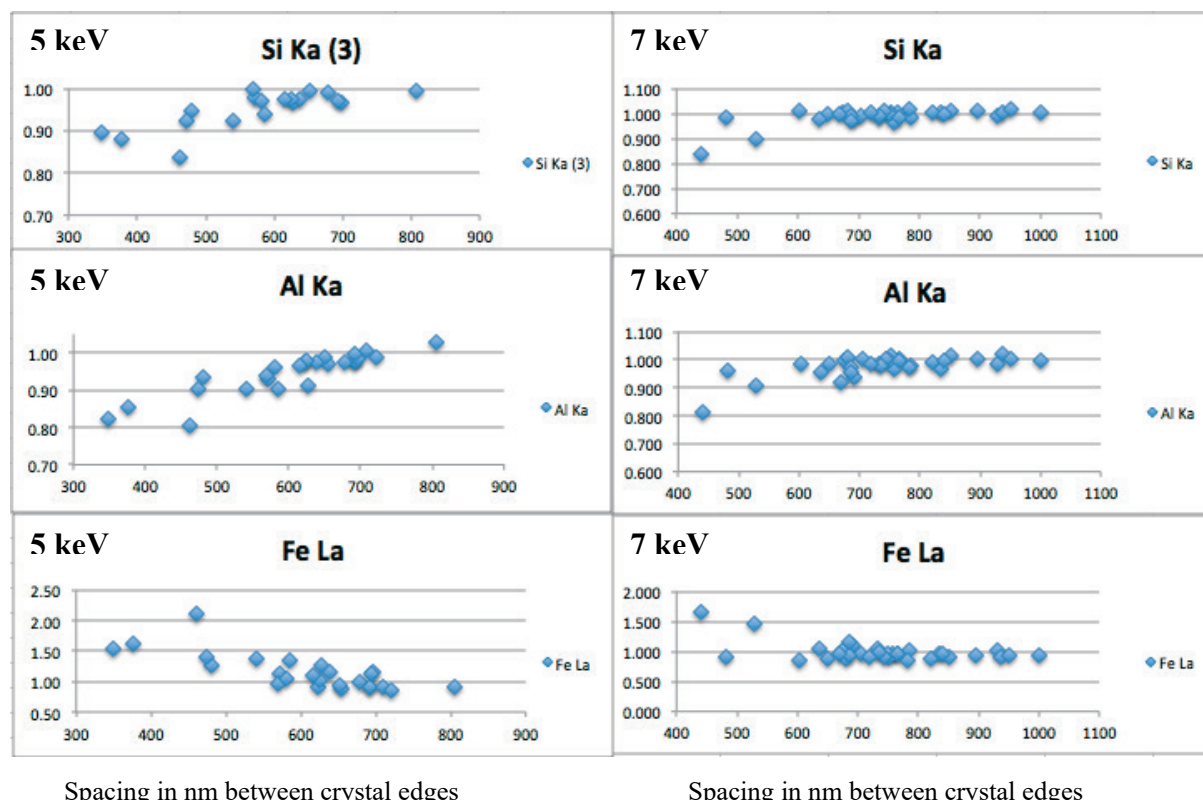 5 keV
Si Ka (3)
1.00
0.90
0.80
0.70
300 400 500 600 700 800 900
Si Ka (3)
7 keV
Si Ka
1.100
1.000
0.900
0.800
0.700
0.600
400 500 600 700 800 900 1000 1100
Si Ka
5 keV
Al Ka
1.00
0.90
0.80
0.70
300 400 500 600 700 800 900
Al Ka
7 keV
Al Ka
1.100
1.000
0.900
0.800
0.700
0.600
400 500 600 700 800 900 1000 1100
Al Ka
5 keV
Fe La
2.50
2.00
1.50
1.00
0.50
300 400 500 600 700 800 900
Fe La
7 keV
Fe La
2.000
1.500
1.000
0.500
0.000
400 500 600 700 800 900 1000 1100
Fe La
Spacing in nm between crystal edges
Spacing in nm between crystal edges